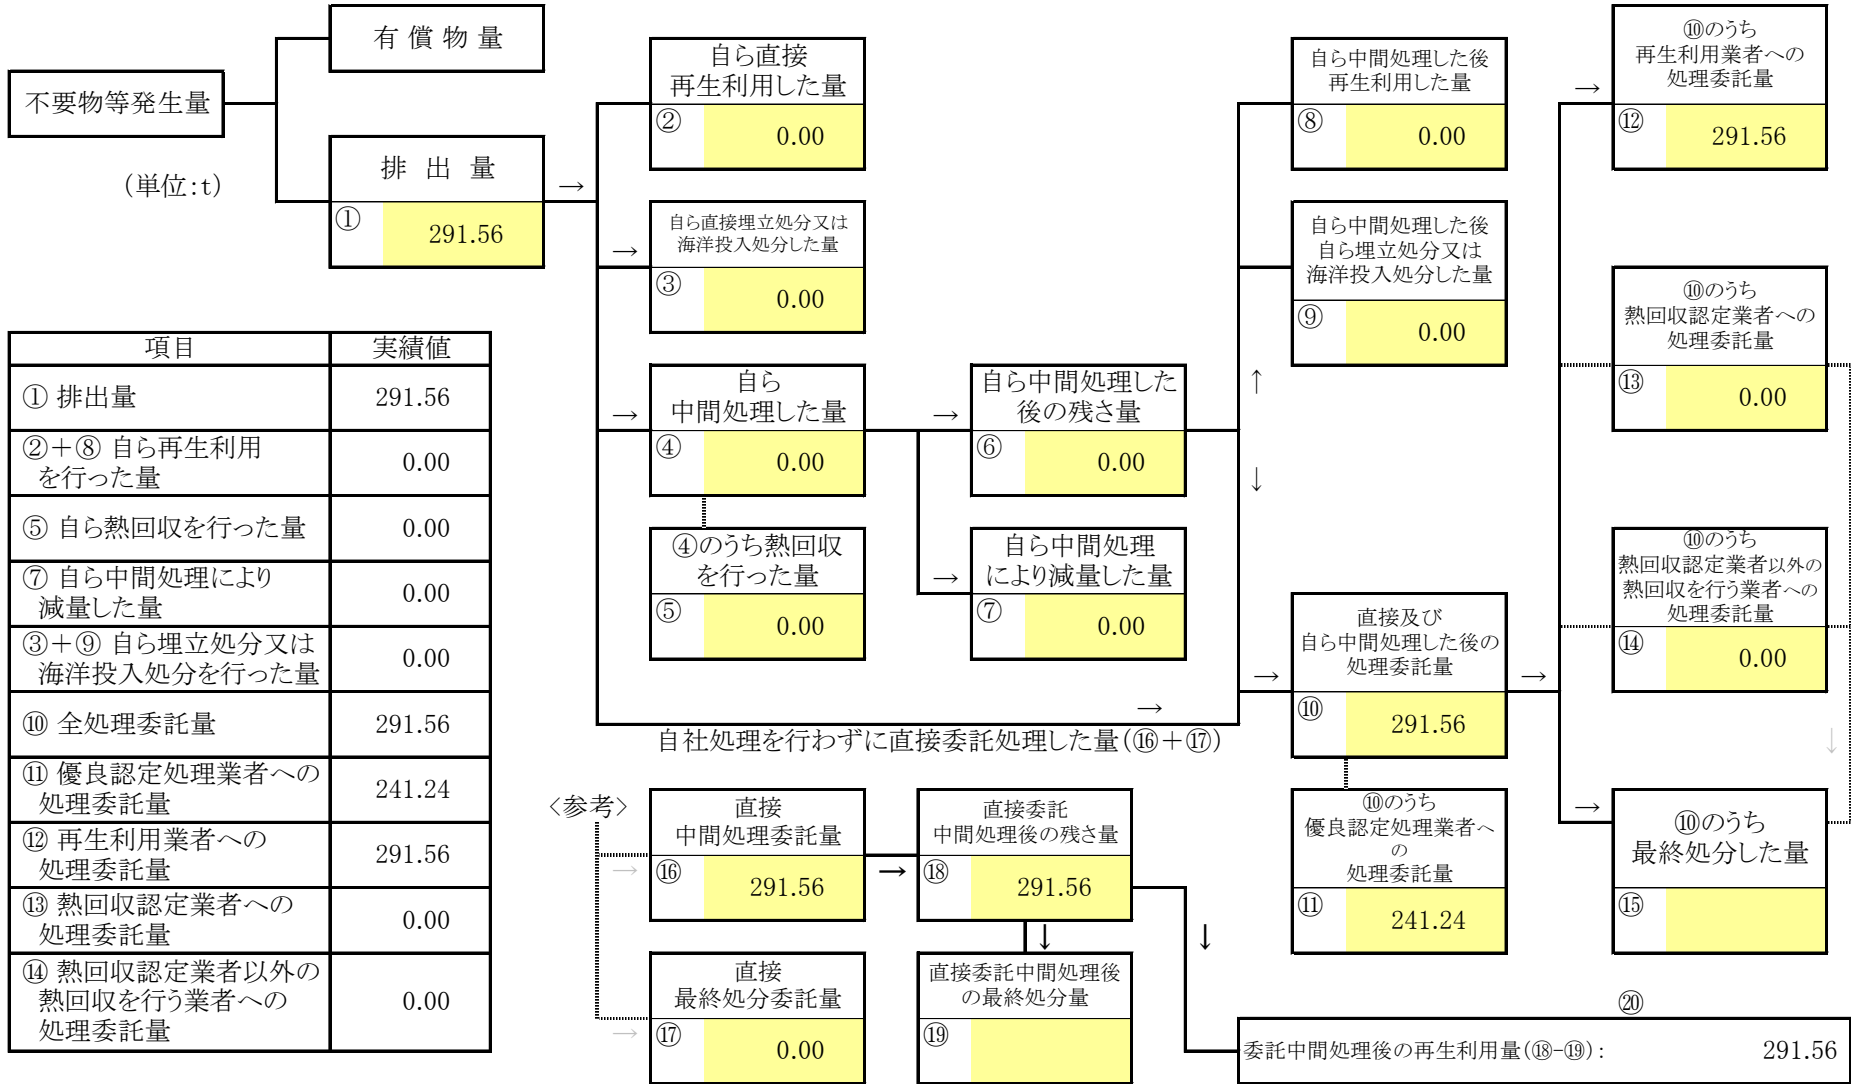 不要物等発生量
有償物量
(単位:t)
排出量
①
291.56
→
自ら直接
再生利用した量
②
0.00
→
自ら直接埋立処分又は
海洋投入処分した量
③
0.00
→
自ら
中間処理した量
④
0.00
④のうち熱回収
を行った量
⑤
0.00
→
自ら中間処理した
後の残さ量
⑥
0.00
→
自ら中間処理
により減量した量
⑦
0.00
自ら中間処理した後
再生利用した量
⑧
0.00
自ら中間処理した後
自ら埋立処分又は
海洋投入処分した量
⑨
0.00
↑
↓
→
自社処理を行わずに直接委託処理した量(⑯+⑰)
→
直接及び
自ら中間処理した後の
処理委託量
⑩
291.56
⑩のうち
優良認定処理業者へ
の
処理委託量
⑪
241.24
→
→
⑩のうち
再生利用業者への
処理委託量
⑫
291.56
⑩のうち
熱回収認定業者への
処理委託量
⑬
0.00
⑩のうち
熱回収認定業者以外の
熱回収を行う業者への
処理委託量
⑭
0.00
↓
→
⑩のうち
最終処分した量
⑮
項目 実績値
① 排出量 291.56
②+⑧ 自ら再生利用
を行った量 0.00
⑤ 自ら熱回収を行った量 0.00
⑦ 自ら中間処理により
減量した量 0.00
③+⑨ 自ら埋立処分又は
海洋投入処分を行った量 0.00
⑩ 全処理委託量 291.56
⑪ 優良認定処理業者への
処理委託量 241.24
⑫ 再生利用業者への
処理委託量 291.56
⑬ 熱回収認定業者への
処理委託量 0.00
⑭ 熱回収認定業者以外の
熱回収を行う業者への
処理委託量 0.00
〈参考〉
→
直接
中間処理委託量
⑯
291.56
→
直接委託
中間処理後の残さ量
⑱
291.56
↓
↓
→
直接
最終処分委託量
⑰
0.00
直接委託中間処理後
の最終処分量
⑲
⑳
委託中間処理後の再生利用量(⑱-⑲): 291.56